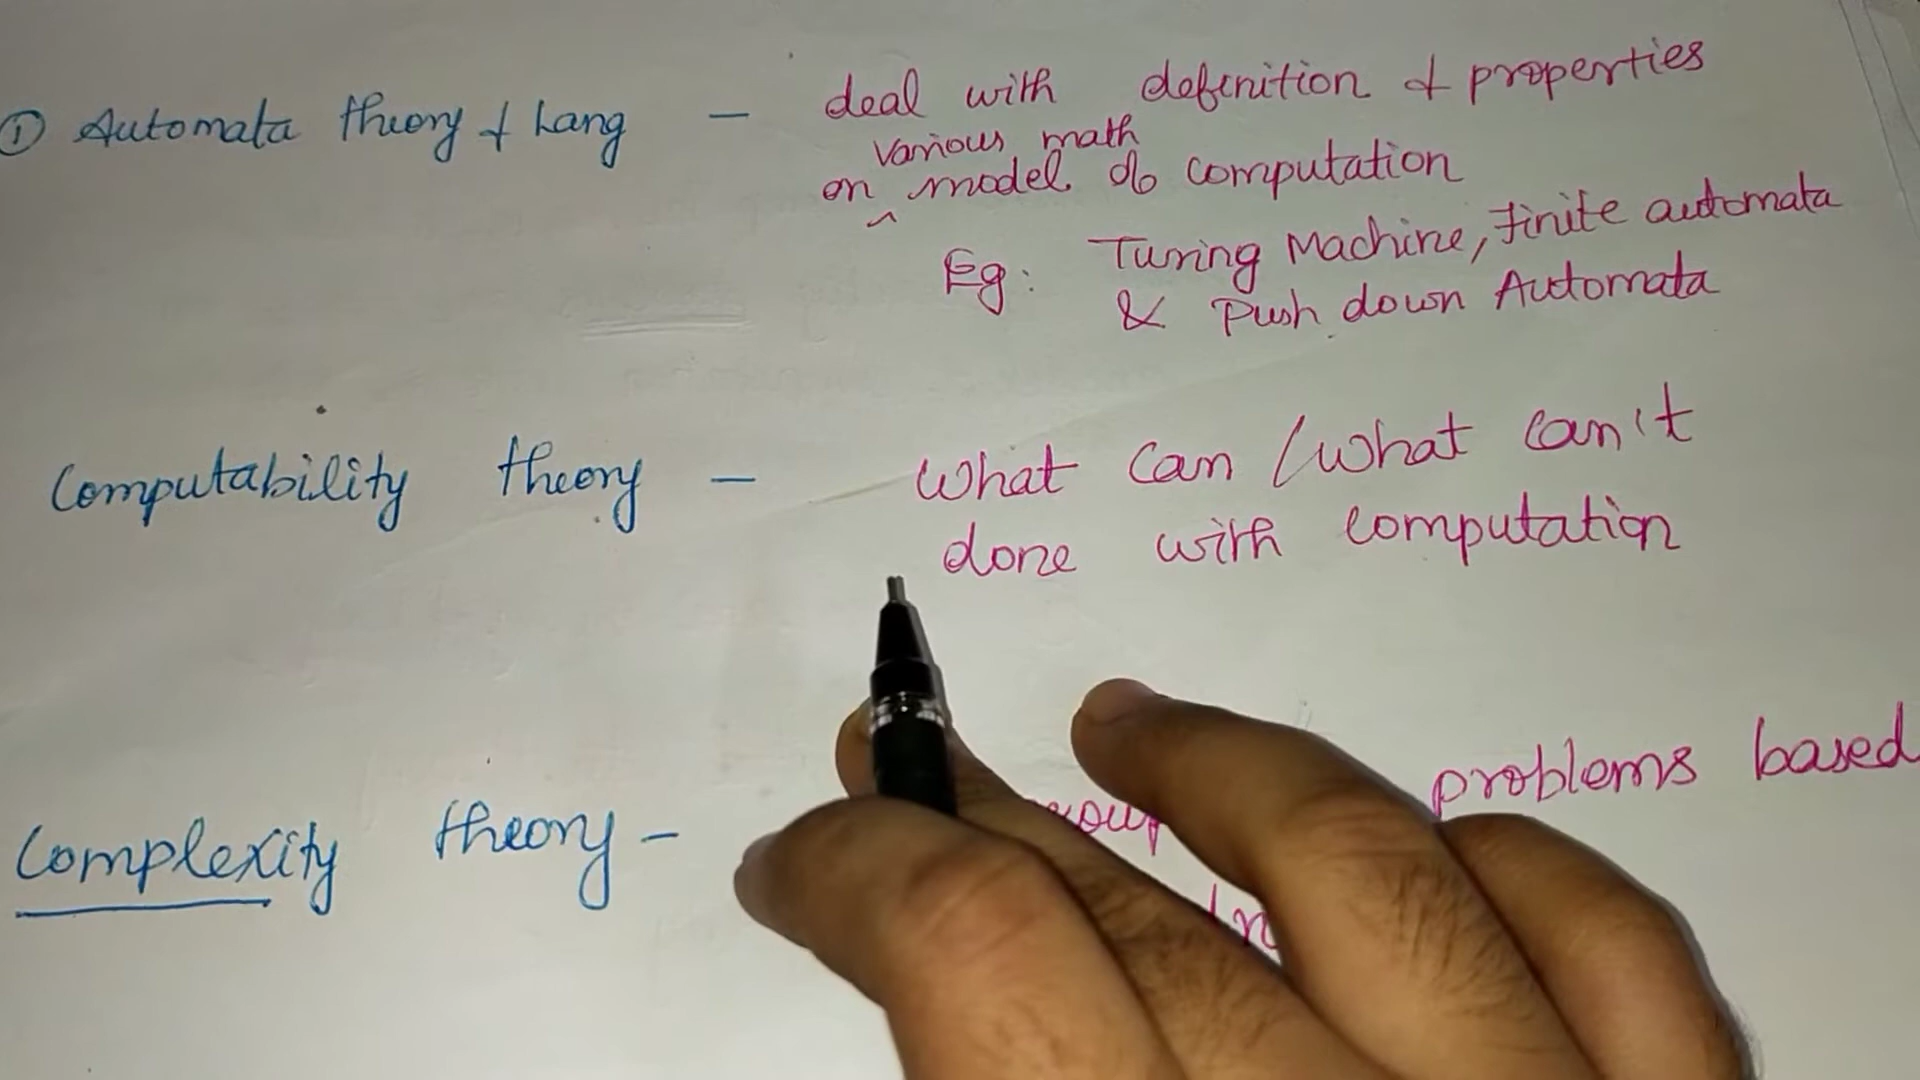 ① Automata theory & Lang - deal with definition & properties
various math
on ^ model of computation
Eg: Turing Machine, finite automata
& Push down Automata
Computability theory - What can / what can't
done with computation
Complexity theory - problems based